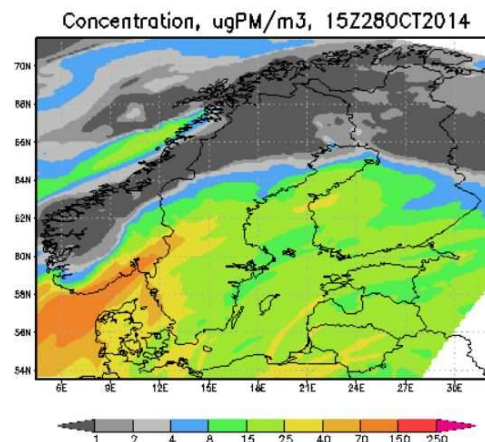 Concentration, ugPM/m3, 15Z28OCT2014
70N
68N
66N
64N
62N
60N
58N
56N
54N
6E 9E 12E 15E 18E 21E 24E 27E 30E
1 2 4 8 15 25 40 70 150 250